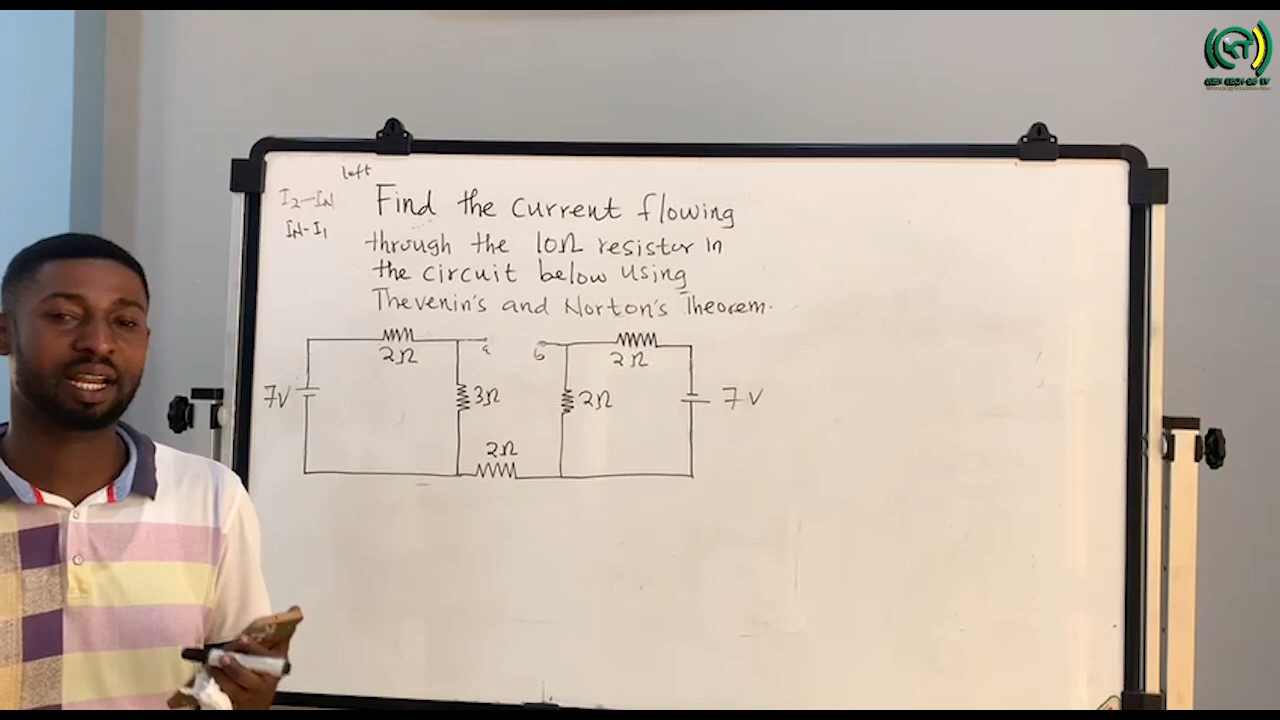 left
I2-IN
IN-I1
Find the current flowing
through the 10Ω resistor in
the circuit below using
Thevenin's and Norton's Theorem.
2Ω
a
b
2Ω
7V
3Ω
2Ω
7V
2Ω
KT